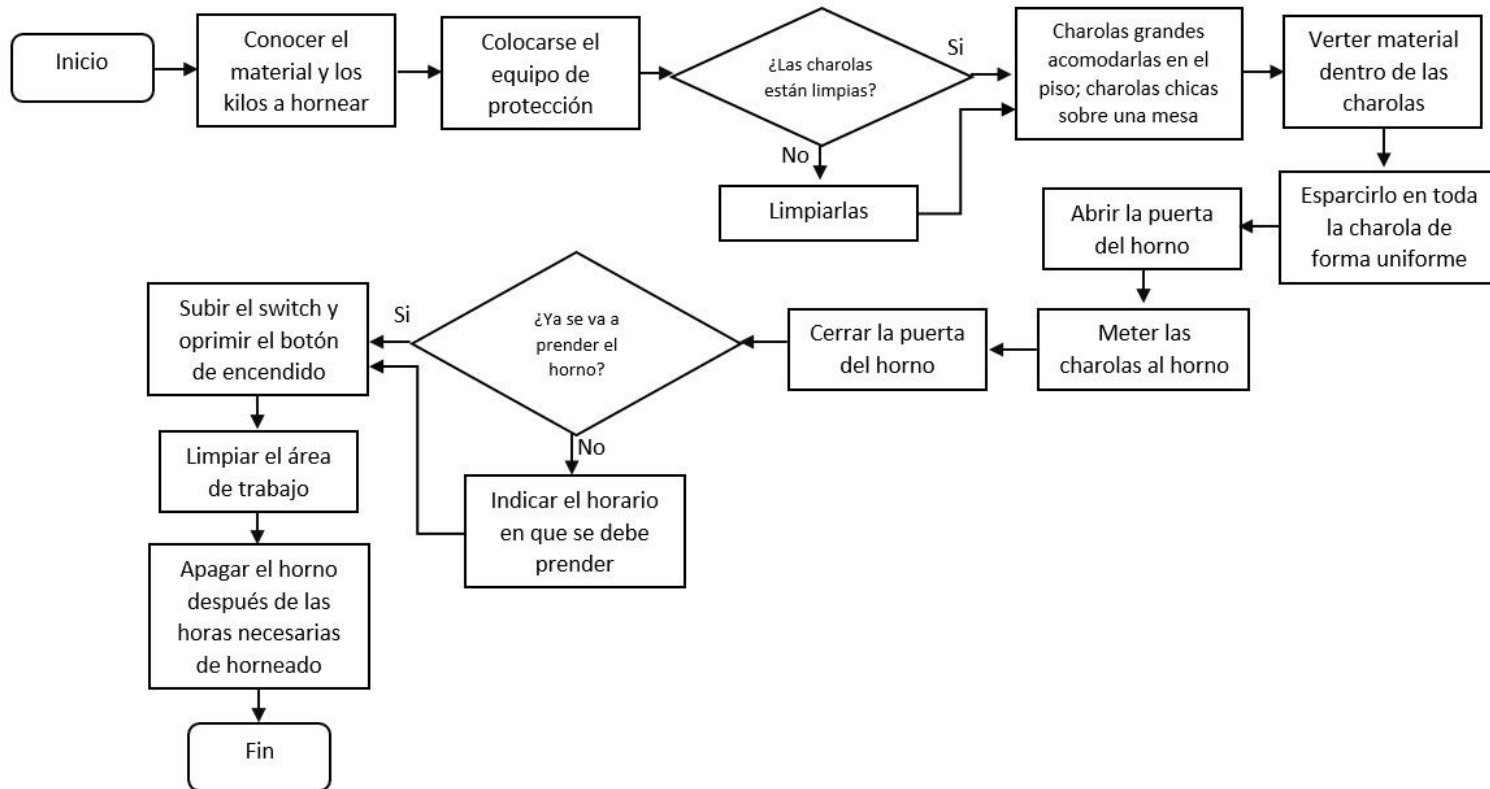 Inicio
Conocer el
material y los
kilos a hornear
Colocarse el
equipo de
protección
¿Las charolas
están limpias?
Si
No
Limpiarlas
Charolas grandes
acomodarlas en el
piso; charolas chicas
sobre una mesa
Verter material
dentro de las
charolas
Esparcirlo en toda
la charola de
forma uniforme
Abrir la puerta
del horno
Meter las
charolas al horno
Cerrar la puerta
del horno
¿Ya se va a
prender el
horno?
Si
No
Indicar el horario
en que se debe
prender
Subir el switch y
oprimir el botón
de encendido
Limpiar el área
de trabajo
Apagar el horno
después de las
horas necesarias
de horneado
Fin